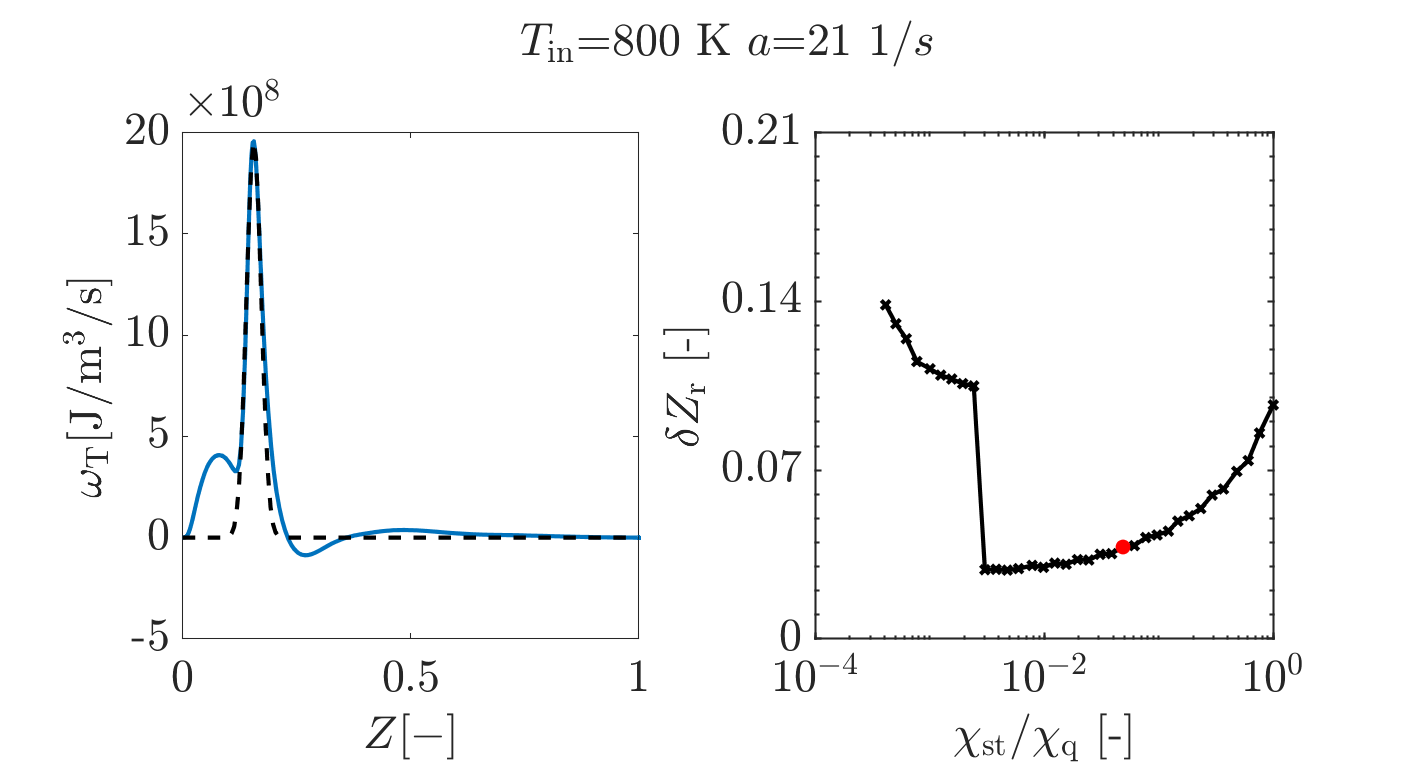 T_in=800 K a=21 1/s
×10^8
20
15
10
5
0
-5
0 0.5 1
Z[−]
ω_T[J/m^3/s]
0.21
0.14
0.07
0
10^−4 10^−2 10^0
χ_st/χ_q [-]
δZ_r [-]